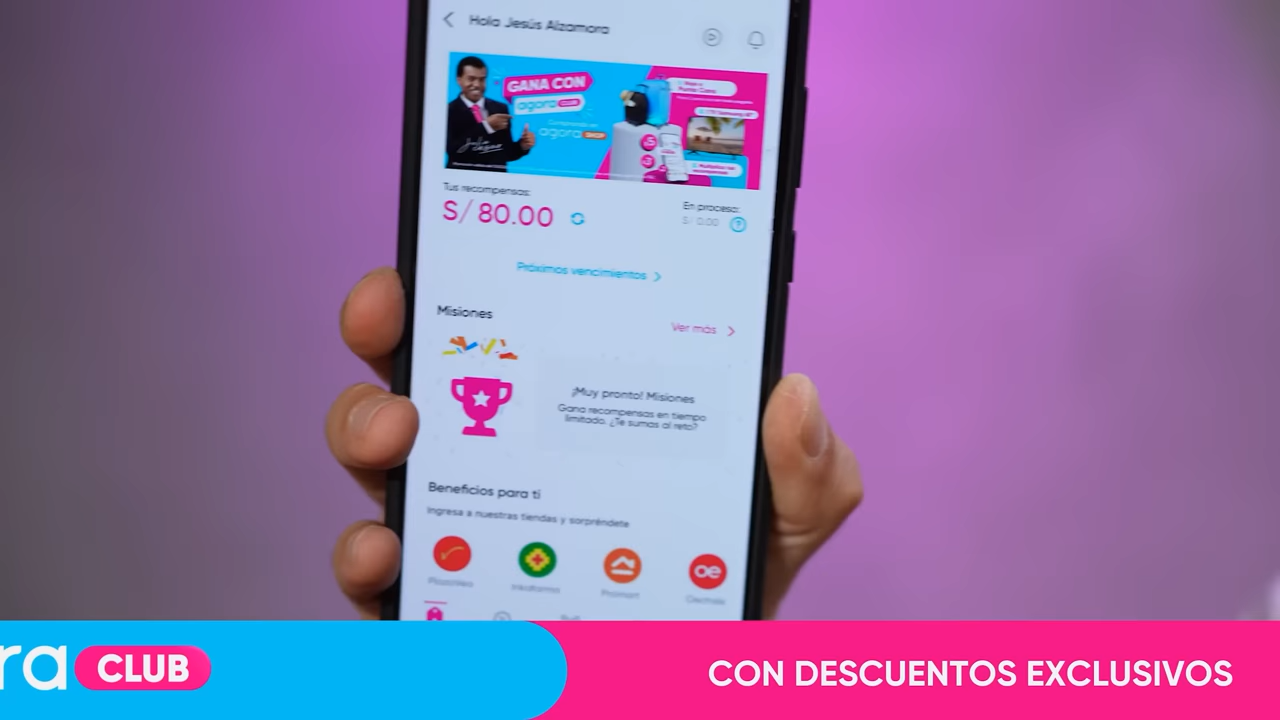 Hola Jesús Alzamora
GANA CON
agora CLUB
agora SHOP
Tus recompensas:
S/ 80.00
En proceso:
S/ 0.00
?
Próximos vencimientos >
Misiones
Ver más >
¡Muy pronto! Misiones
Gana recompensas en tiempo
limitado. ¿Te sumas al reto?
Beneficios para ti
Ingresa a nuestras tiendas y sorpréndete
oe
ra CLUB
CON DESCUENTOS EXCLUSIVOS